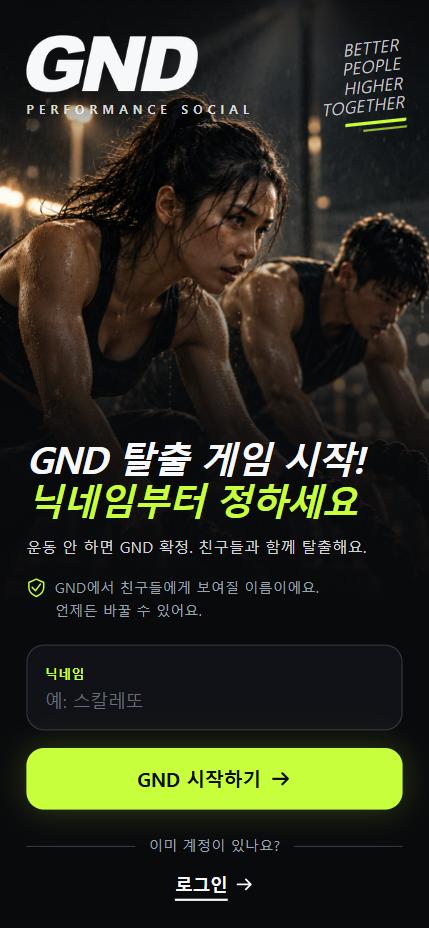 GND
PERFORMANCE SOCIAL
BETTER
PEOPLE
HIGHER
TOGETHER
GND 탈출 게임 시작!
닉네임부터 정하세요
운동 안 하면 GND 확정. 친구들과 함께 탈출해요.
GND에서 친구들에게 보여질 이름이에요.
언제든 바꿀 수 있어요.
닉네임
예: 스칼레또
GND 시작하기 →
이미 계정이 있나요?
로그인 →